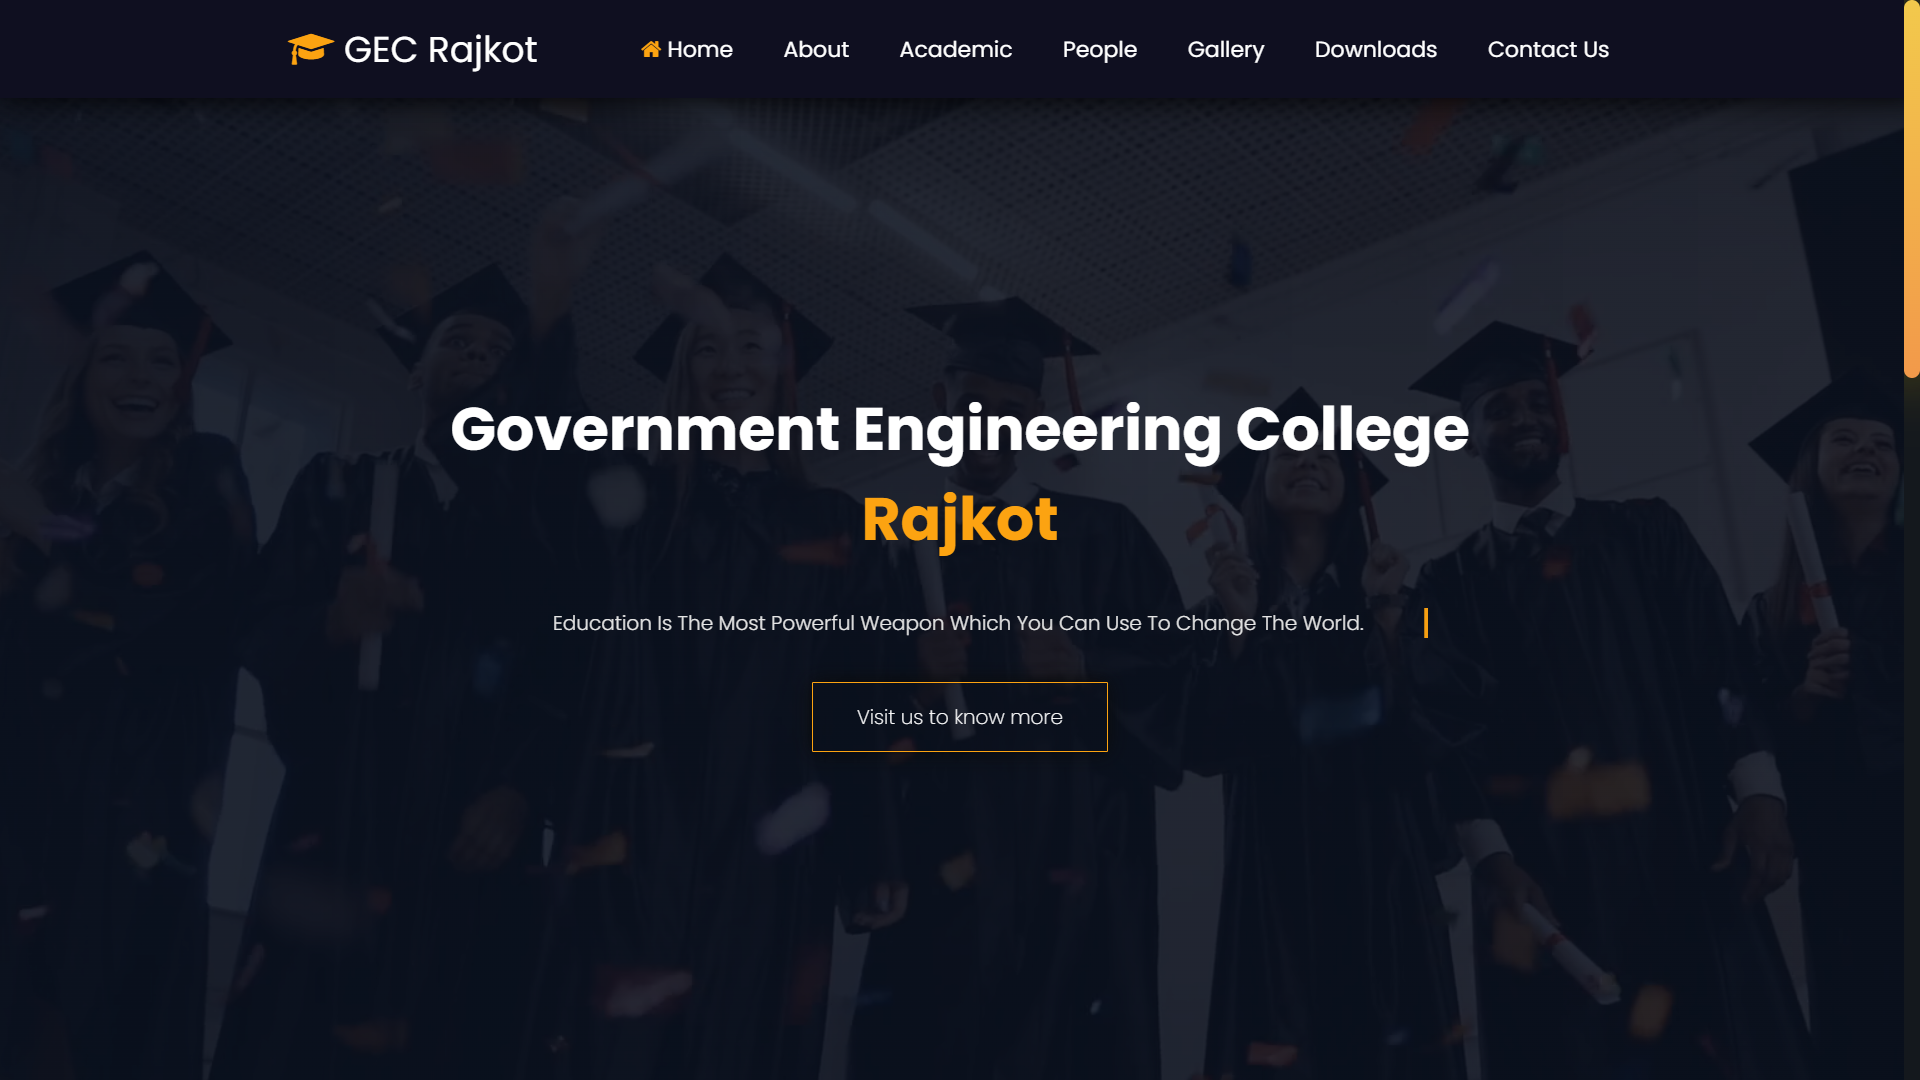 GEC Rajkot
Home About Academic People Gallery Downloads Contact Us
Government Engineering College
Rajkot
Education Is The Most Powerful Weapon Which You Can Use To Change The World.
Visit us to know more